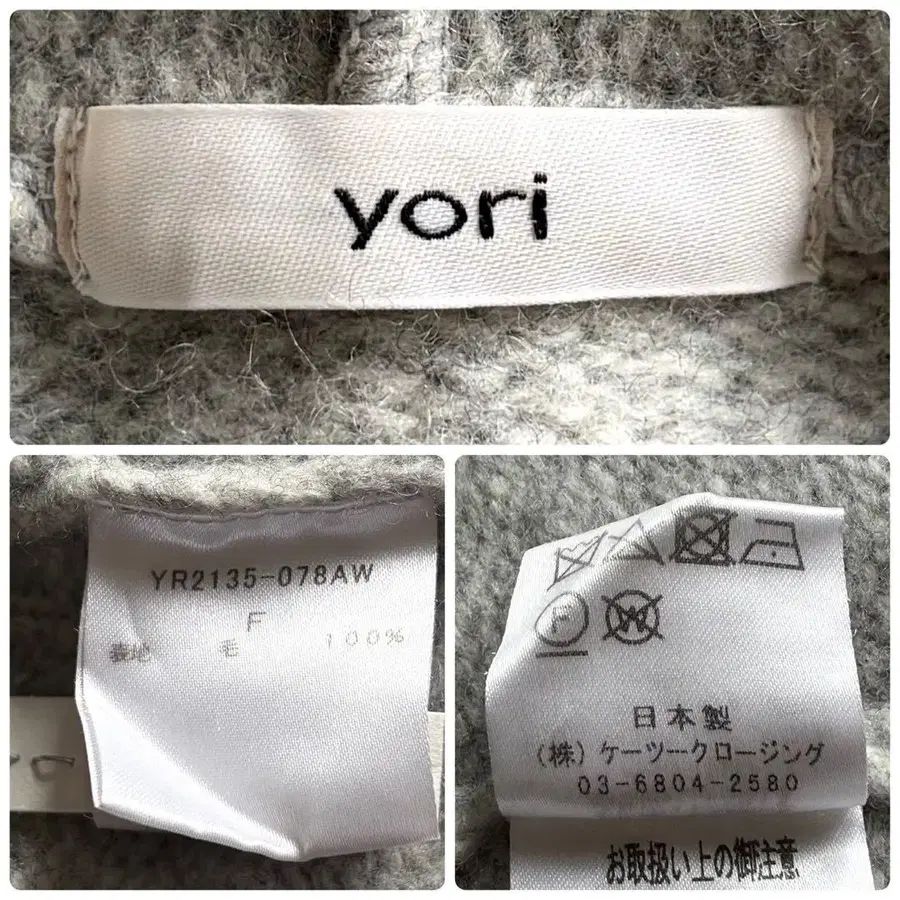 yori
YR2135-078AW
F
表地 毛 100%
F
W
日本製
(株)ケーツークロージング
03-6804-2580
お取扱い上の御注意